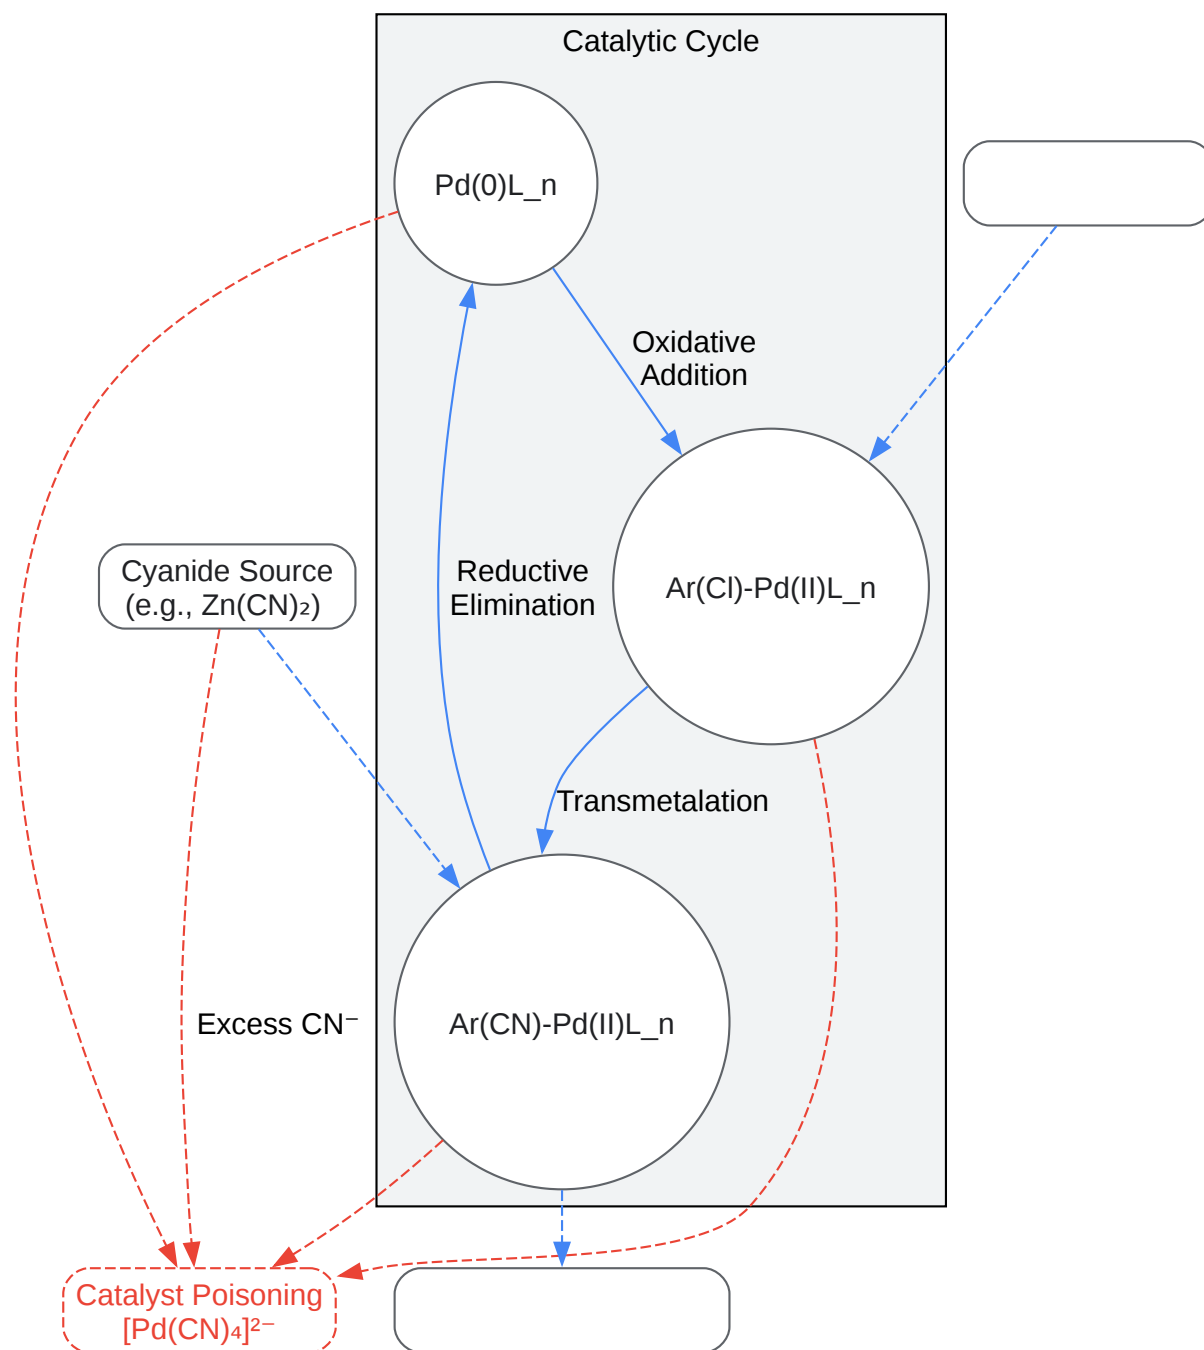 Catalytic Cycle
Pd(0)L_n
Oxidative
Addition
Cyanide Source
(e.g., Zn(CN)₂)
Reductive
Elimination
Ar(Cl)-Pd(II)L_n
Transmetalation
Excess CN⁻
Ar(CN)-Pd(II)L_n
Catalyst Poisoning
[Pd(CN)₄]²⁻